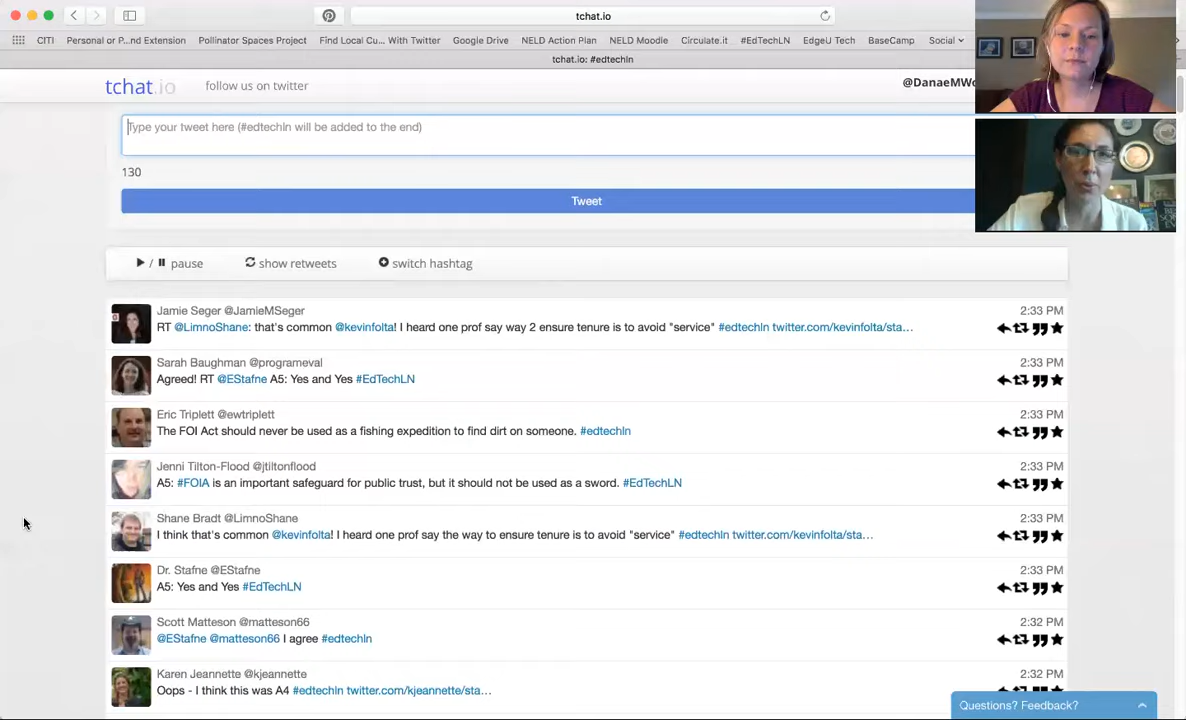 tchat.io
CITI Personal or P...nd Extension Pollinator Spaces Project Find Local Cu... With Twitter Google Drive NELD Action Plan NELD Moodle Circulate.it #EdTechLN EdgeU Tech BaseCamp Social
tchat.io: #edtechln
tchat.io follow us on twitter @DanaeMWo
Type your tweet here (#edtechln will be added to the end)
130
Tweet
/ pause show retweets switch hashtag
Jamie Seger @JamieMSeger 2:33 PM
RT @LimnoShane: that's common @kevinfolta! I heard one prof say way 2 ensure tenure is to avoid "service" #edtechln twitter.com/kevinfolta/sta…
Sarah Baughman @programeval 2:33 PM
Agreed! RT @EStafne A5: Yes and Yes #EdTechLN
Eric Triplett @ewtriplett 2:33 PM
The FOI Act should never be used as a fishing expedition to find dirt on someone. #edtechln
Jenni Tilton-Flood @jtiltonflood 2:33 PM
A5: #FOIA is an important safeguard for public trust, but it should not be used as a sword. #EdTechLN
Shane Bradt @LimnoShane 2:33 PM
I think that's common @kevinfolta! I heard one prof say the way to ensure tenure is to avoid "service" #edtechln twitter.com/kevinfolta/sta…
Dr. Stafne @EStafne 2:33 PM
A5: Yes and Yes #EdTechLN
Scott Matteson @matteson66 2:32 PM
@EStafne @matteson66 I agree #edtechln
Karen Jeannette @kjeannette 2:32 PM
Oops - I think this was A4 #edtechln twitter.com/kjeannette/sta…
Questions? Feedback?